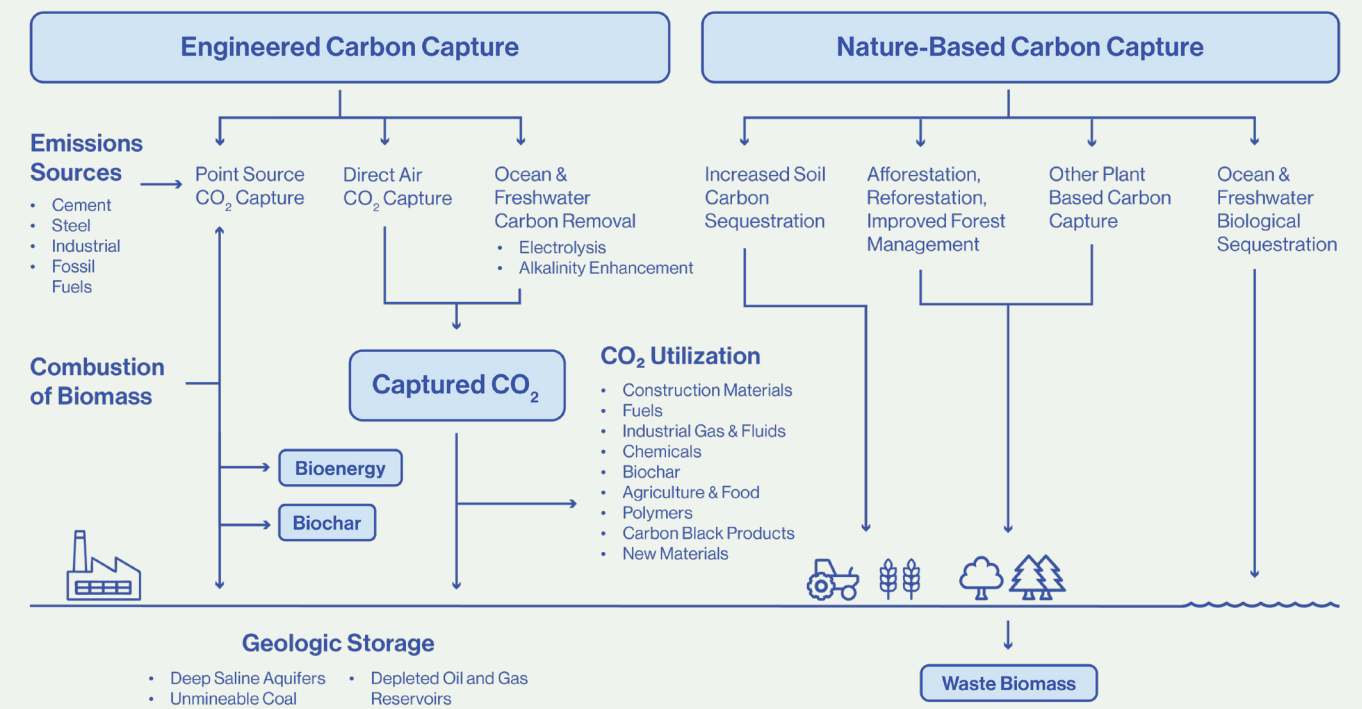 Engineered Carbon Capture
Nature-Based Carbon Capture
Emissions
Sources
• Cement
• Steel
• Industrial
• Fossil
Fuels
Point Source
CO₂ Capture
Direct Air
CO₂ Capture
Ocean &
Freshwater
Carbon Removal
• Electrolysis
• Alkalinity Enhancement
Increased Soil
Carbon
Sequestration
Afforestation,
Reforestation,
Improved Forest
Management
Other Plant
Based Carbon
Capture
Ocean &
Freshwater
Biological
Sequestration
Combustion
of Biomass
Captured CO₂
CO₂ Utilization
• Construction Materials
• Fuels
• Industrial Gas & Fluids
• Chemicals
• Biochar
• Agriculture & Food
• Polymers
• Carbon Black Products
• New Materials
Bioenergy
Biochar
Geologic Storage
• Deep Saline Aquifers
• Unmineable Coal
• Depleted Oil and Gas
Reservoirs
Waste Biomass